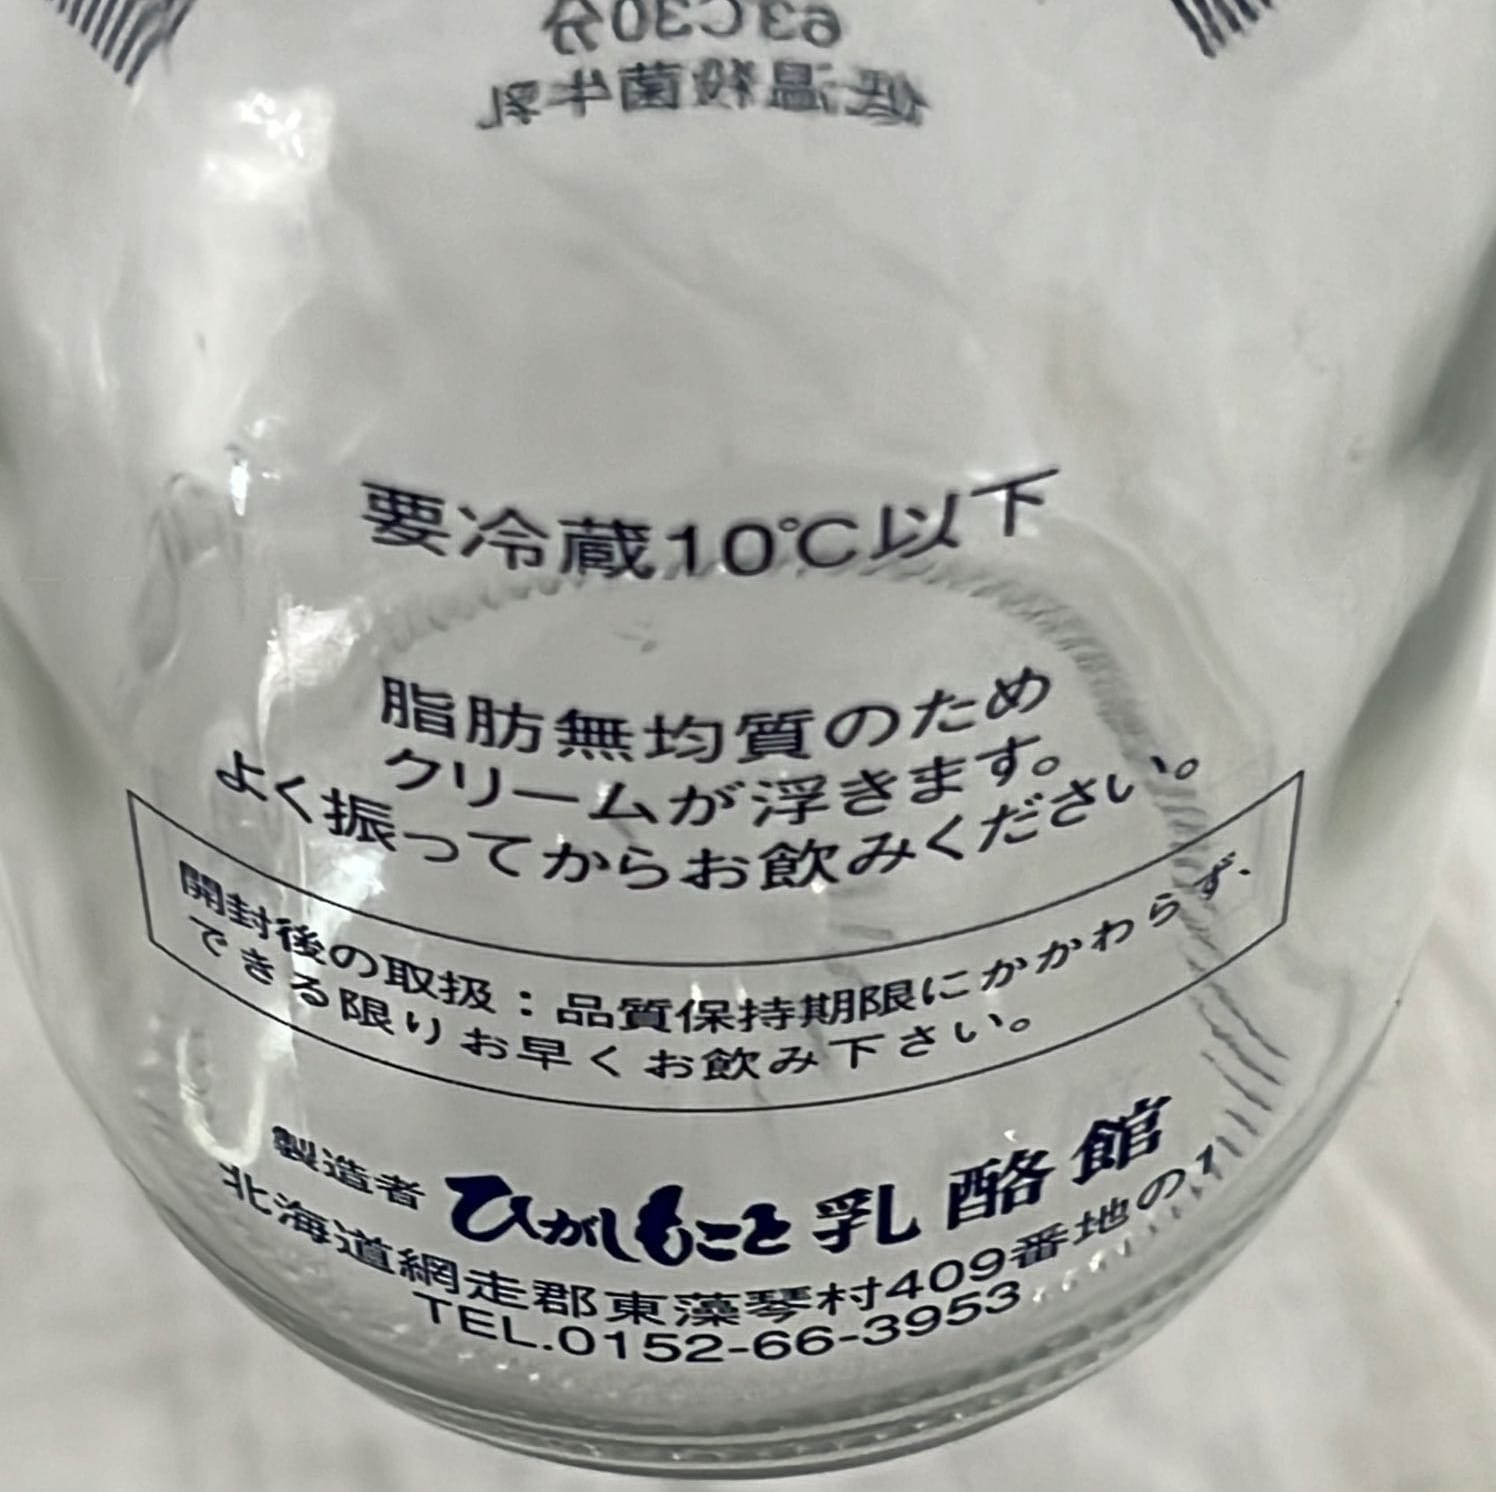 63℃30分
低温殺菌牛乳
要冷蔵10℃以下
脂肪無均質のため
クリームが浮きます。
よく振ってからお飲みください。
開封後の取扱：品質保持期限にかかわらず、
できる限りお早くお飲み下さい。
製造者 ひがしもこと乳酪館
北海道網走郡東藻琴村409番地の1
TEL.0152-66-3953